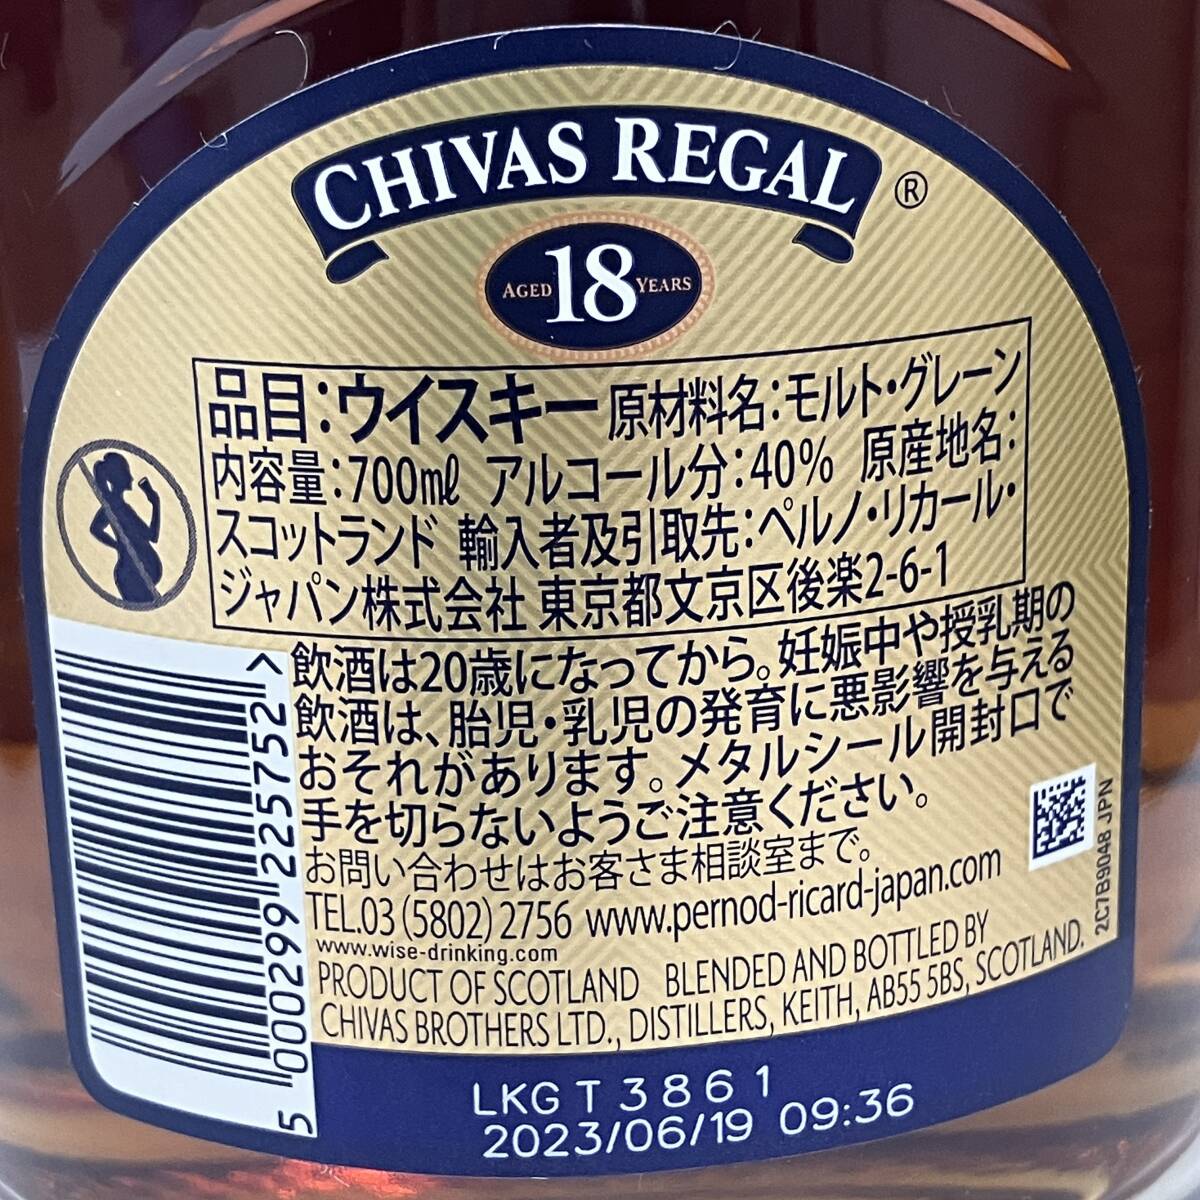 CHIVAS REGAL ®
AGED 18 YEARS
品目:ウイスキー 原材料名:モルト・グレーン
内容量:700mℓ アルコール分:40% 原産地名:
スコットランド 輸入者及引取先:ペルノ・リカール・
ジャパン株式会社 東京都文京区後楽2-6-1
飲酒は20歳になってから。妊娠中や授乳期の
飲酒は、胎児・乳児の発育に悪影響を与える
おそれがあります。メタルシール開封口で
手を切らないようご注意ください。
お問い合わせはお客さま相談室まで。
TEL.03 (5802) 2756 www.pernod-ricard-japan.com
www.wise-drinking.com
PRODUCT OF SCOTLAND BLENDED AND BOTTLED BY
CHIVAS BROTHERS LTD., DISTILLERS, KEITH, AB55 5BS, SCOTLAND.
5 000299 225752 >
2C7B9048 JPN
LKG T 3861
2023/06/19 09:36